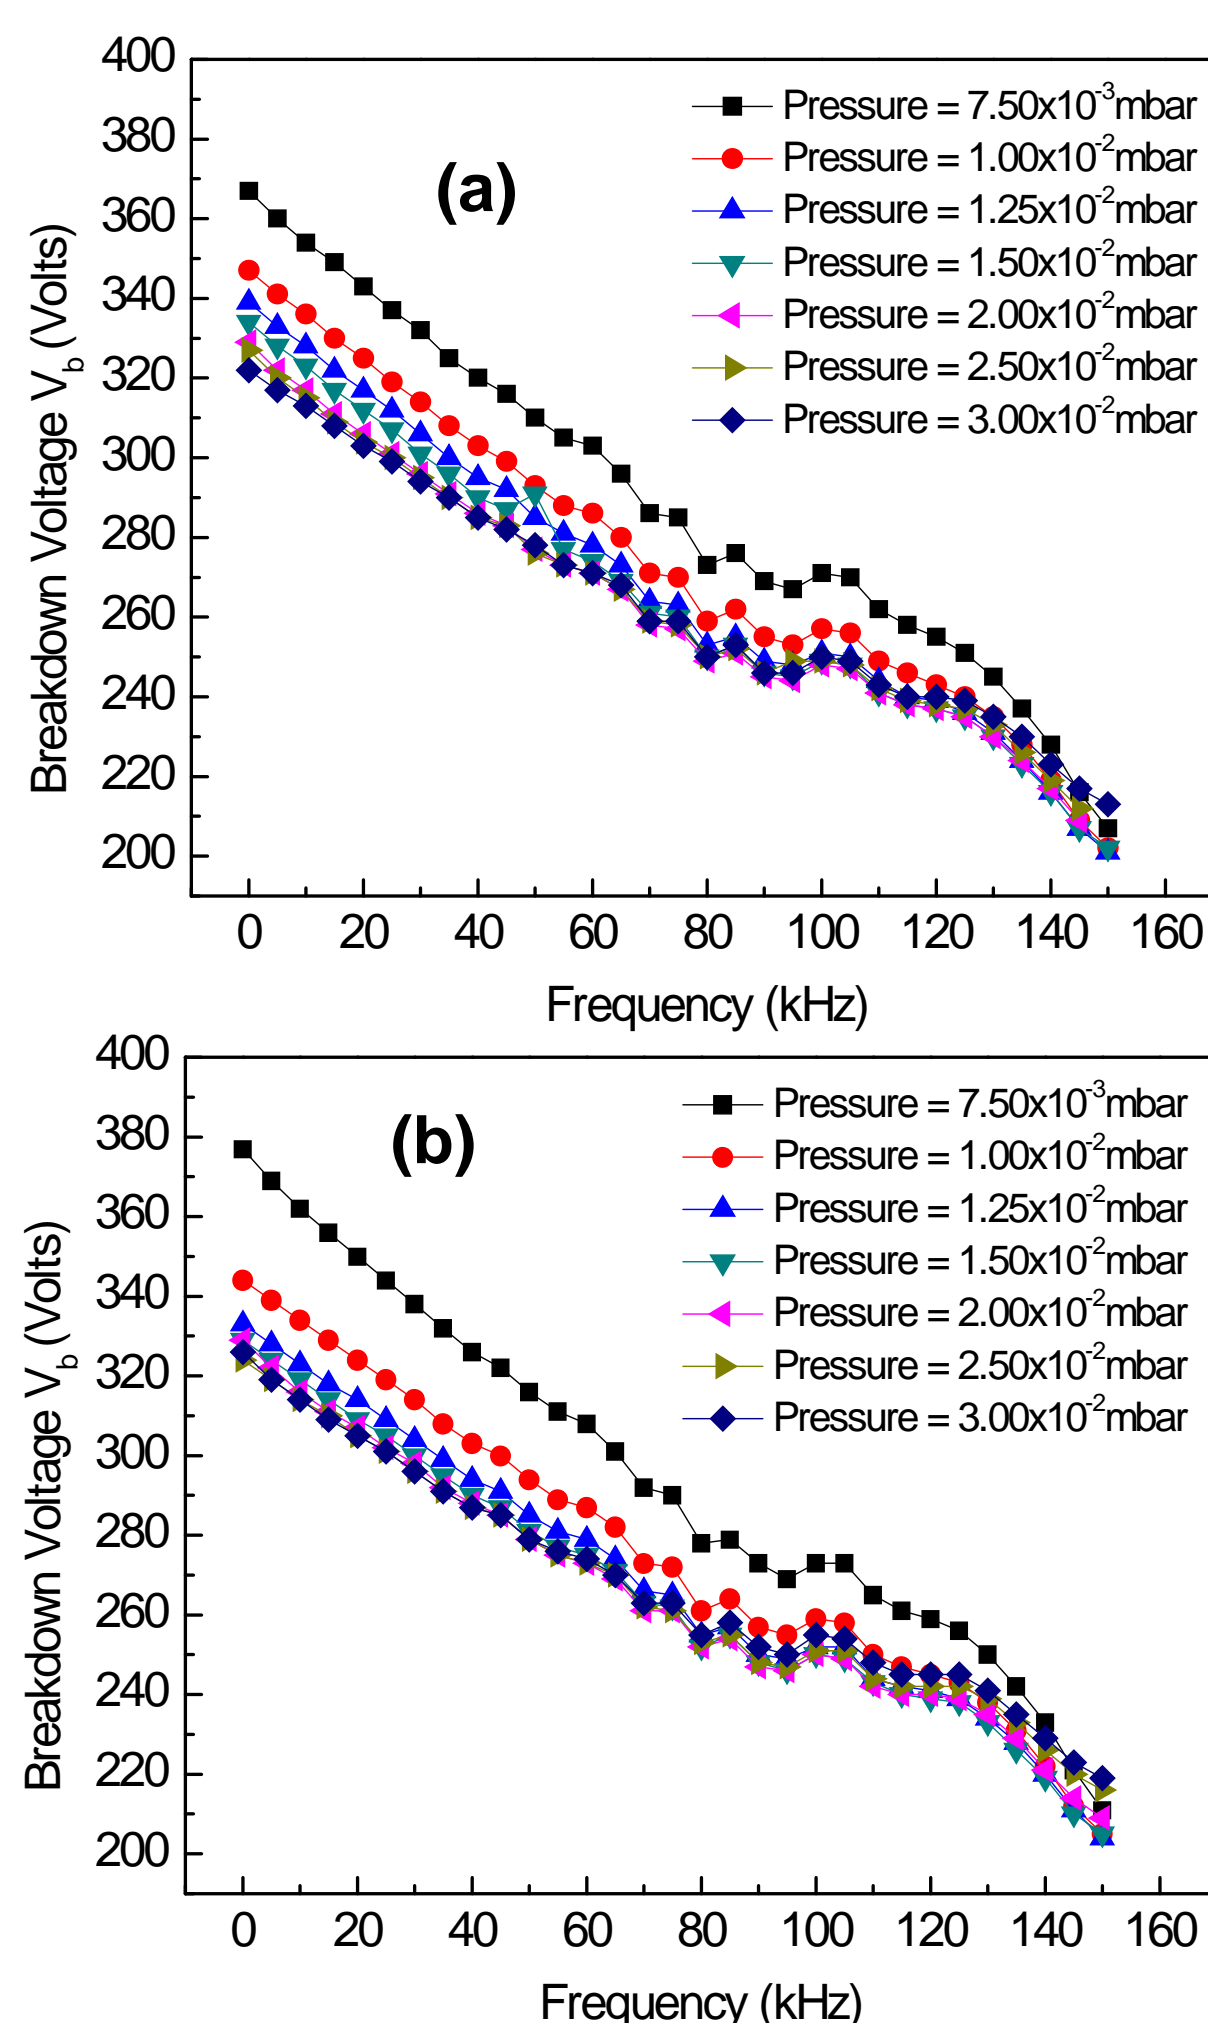 (a)
Pressure = 7.50x10⁻³mbar
Pressure = 1.00x10⁻²mbar
Pressure = 1.25x10⁻²mbar
Pressure = 1.50x10⁻²mbar
Pressure = 2.00x10⁻²mbar
Pressure = 2.50x10⁻²mbar
Pressure = 3.00x10⁻²mbar
Breakdown Voltage V_b (Volts)
400
380
360
340
320
300
280
260
240
220
200
0 20 40 60 80 100 120 140 160
Frequency (kHz)
(b)
Pressure = 7.50x10⁻³mbar
Pressure = 1.00x10⁻²mbar
Pressure = 1.25x10⁻²mbar
Pressure = 1.50x10⁻²mbar
Pressure = 2.00x10⁻²mbar
Pressure = 2.50x10⁻²mbar
Pressure = 3.00x10⁻²mbar
Breakdown Voltage V_b (Volts)
400
380
360
340
320
300
280
260
240
220
200
0 20 40 60 80 100 120 140 160
Frequency (kHz)